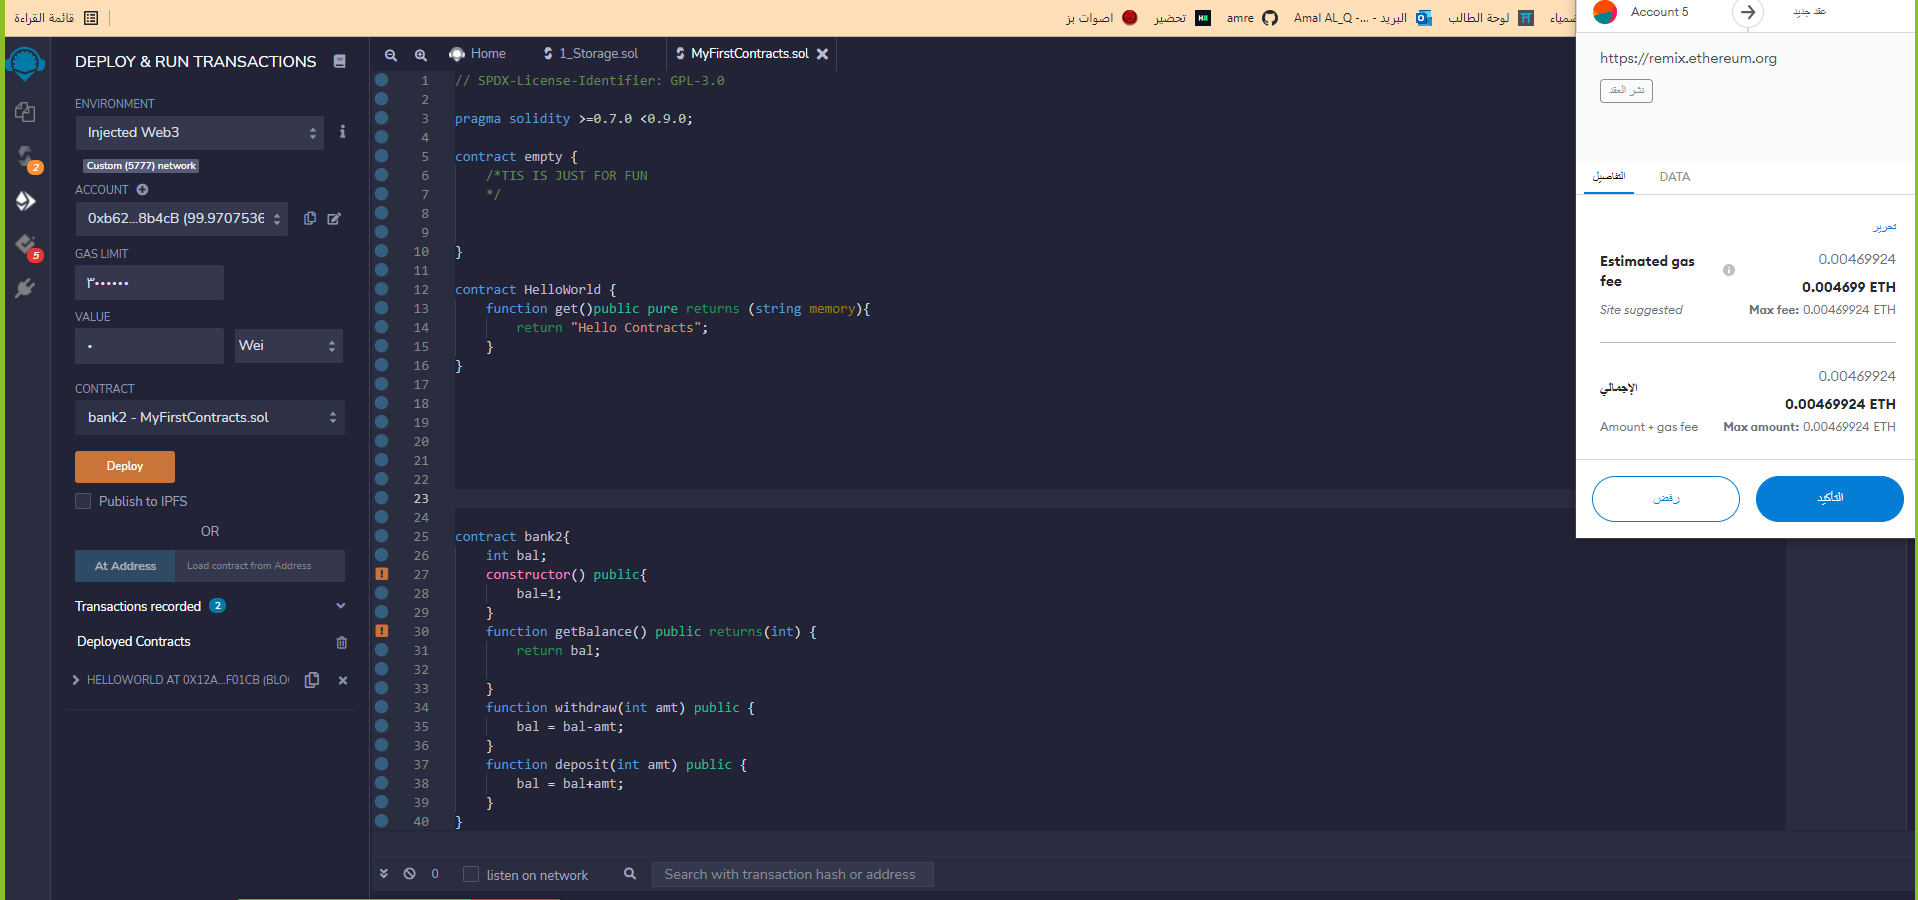 قائمة القراءة
اصوات بز
تحضير
amre
Amal AL_Q -... - البريد
لوحة الطالب
ضمياء
DEPLOY & RUN TRANSACTIONS
ENVIRONMENT
Injected Web3
Custom (5777) network
ACCOUNT
0xb62...8b4cB (99.9707536
GAS LIMIT
٣٠٠٠٠٠٠
VALUE
٠
Wei
CONTRACT
bank2 - MyFirstContracts.sol
Deploy
Publish to IPFS
OR
At Address
Load contract from Address
Transactions recorded 2
Deployed Contracts
HELLOWORLD AT 0X12A...F01CB (BLO
2
5
Home
1_Storage.sol
MyFirstContracts.sol
1 // SPDX-License-Identifier: GPL-3.0
2
3 pragma solidity >=0.7.0 <0.9.0;
4
5 contract empty {
6 /*TIS IS JUST FOR FUN
7 */
8
9
10 }
11
12 contract HelloWorld {
13 function get()public pure returns (string memory){
14 return "Hello Contracts";
15 }
16 }
17
18
19
20
21
22
23
24
25 contract bank2{
26 int bal;
27 constructor() public{
28 bal=1;
29 }
30 function getBalance() public returns(int) {
31 return bal;
32
33 }
34 function withdraw(int amt) public {
35 bal = bal-amt;
36 }
37 function deposit(int amt) public {
38 bal = bal+amt;
39 }
40 }
0
listen on network
Search with transaction hash or address
Account 5
عقد جديد
https://remix.ethereum.org
نشر العقد
التفاصيل
DATA
تحرير
Estimated gas fee
0.00469924
0.004699 ETH
Site suggested
Max fee: 0.00469924 ETH
الإجمالي
0.00469924
0.00469924 ETH
Amount + gas fee
Max amount: 0.00469924 ETH
رفض
التأكيد